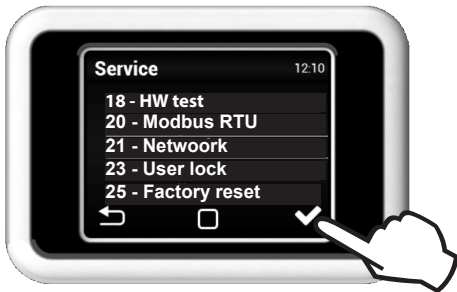 Service 12:10
18 - HW test
20 - Modbus RTU
21 - Netwoork
23 - User lock
25 - Factory reset